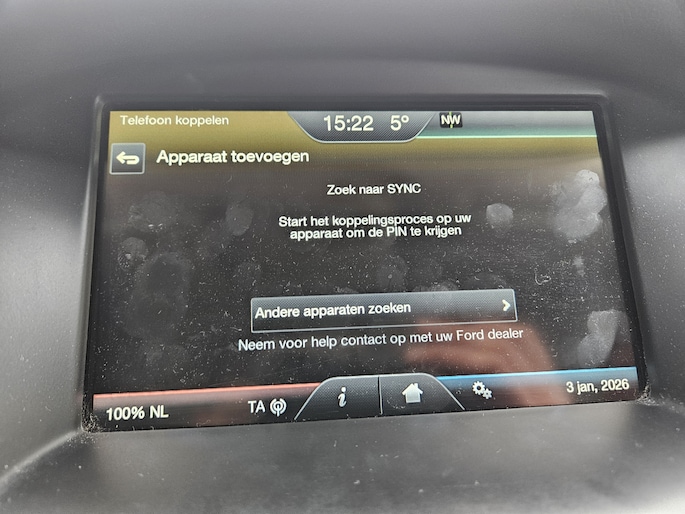 Telefoon koppelen
15:22 5° NW
Apparaat toevoegen
Zoek naar SYNC
Start het koppelingsproces op uw
apparaat om de PIN te krijgen
Andere apparaten zoeken
Neem voor help contact op met uw Ford dealer
100% NL TA i 3 jan, 2026